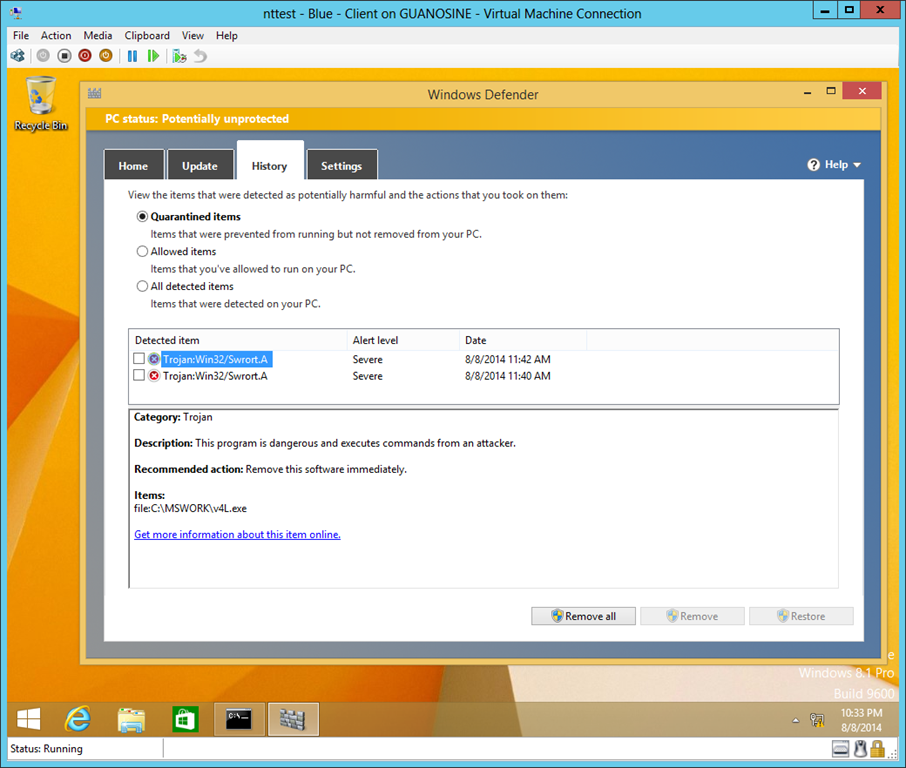 nttest - Blue - Client on GUANOSINE - Virtual Machine Connection
File Action Media Clipboard View Help
Recycle Bin
Windows Defender
PC status: Potentially unprotected
Home Update History Settings
Help
View the items that were detected as potentially harmful and the actions that you took on them:
Quarantined items
Items that were prevented from running but not removed from your PC.
Allowed items
Items that you've allowed to run on your PC.
All detected items
Items that were detected on your PC.
Detected item Alert level Date
Trojan:Win32/Swrort.A Severe 8/8/2014 11:42 AM
Trojan:Win32/Swrort.A Severe 8/8/2014 11:40 AM
Category: Trojan
Description: This program is dangerous and executes commands from an attacker.
Recommended action: Remove this software immediately.
Items:
file:C:\MSWORK\v4L.exe
Get more information about this item online.
Remove all Remove Restore
e
Windows 8.1 Pro
Build 9600
C:\_
10:33 PM
8/8/2014
Status: Running